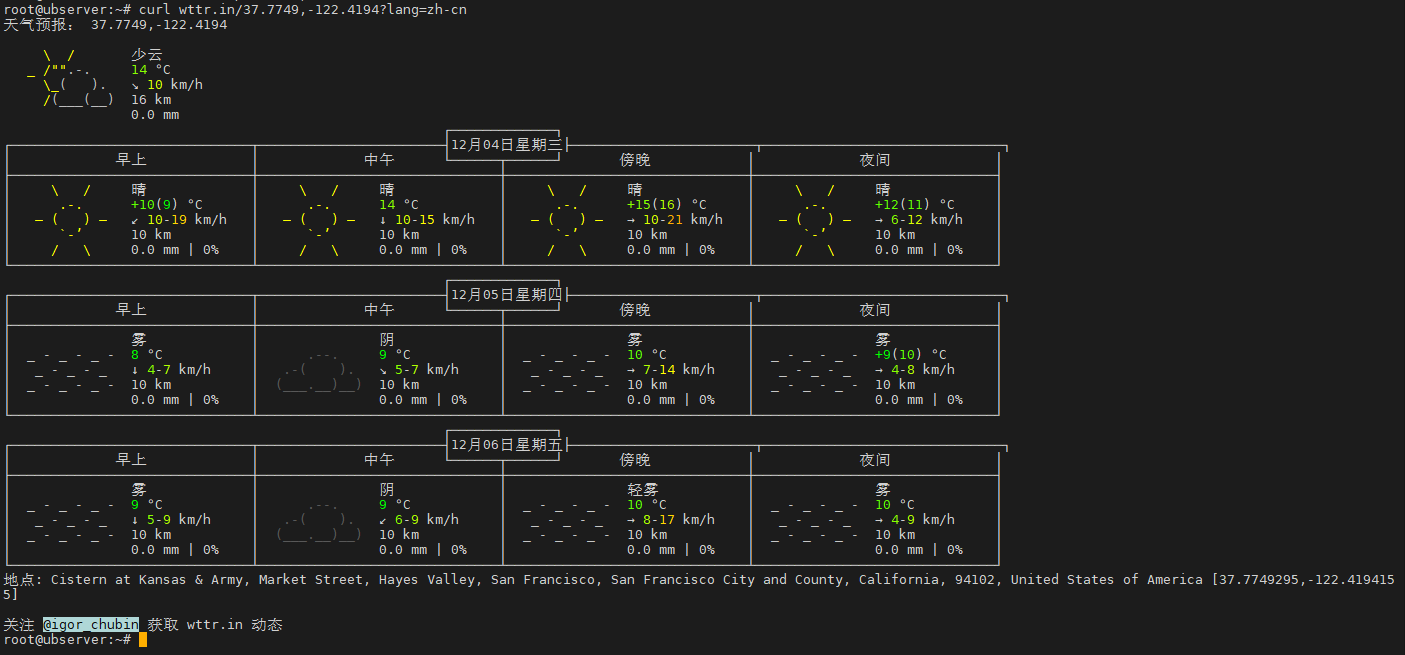 root@ubserver:~# curl wttr.in/37.7749,-122.4194?lang=zh-cn
天气预报: 37.7749,-122.4194
少云
14 °C
↘ 10 km/h
16 km
0.0 mm
12月04日星期三
早上 中午 傍晚 夜间
晴 晴 晴 晴
+10(9) °C 14 °C +15(16) °C +12(11) °C
↙ 10-19 km/h ↓ 10-15 km/h → 10-21 km/h → 6-12 km/h
10 km 10 km 10 km 10 km
0.0 mm | 0% 0.0 mm | 0% 0.0 mm | 0% 0.0 mm | 0%
12月05日星期四
早上 中午 傍晚 夜间
雾 阴 雾 雾
8 °C 9 °C 10 °C +9(10) °C
↓ 4-7 km/h ↘ 5-7 km/h → 7-14 km/h → 4-8 km/h
10 km 10 km 10 km 10 km
0.0 mm | 0% 0.0 mm | 0% 0.0 mm | 0% 0.0 mm | 0%
12月06日星期五
早上 中午 傍晚 夜间
雾 阴 轻雾 雾
9 °C 9 °C 10 °C 10 °C
↓ 5-9 km/h ↙ 6-9 km/h → 8-17 km/h → 4-9 km/h
10 km 10 km 10 km 10 km
0.0 mm | 0% 0.0 mm | 0% 0.0 mm | 0% 0.0 mm | 0%
地点: Cistern at Kansas & Army, Market Street, Hayes Valley, San Francisco, San Francisco City and County, California, 94102, United States of America [37.7749295,-122.419415
5]
关注 @igor_chubin 获取 wttr.in 动态
root@ubserver:~#